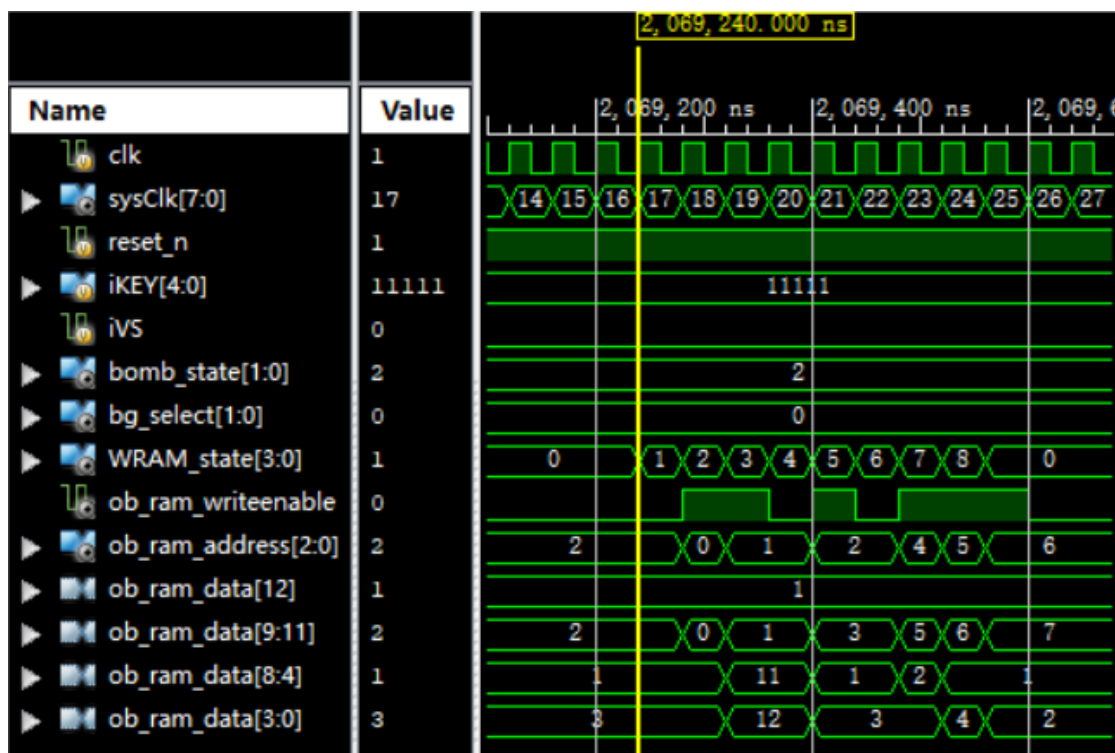 2, 069, 240. 000 ns
Name Value 2, 069, 200 ns 2, 069, 400 ns 2, 069, 6
clk 1
sysClk[7:0] 17 14 15 16 17 18 19 20 21 22 23 24 25 26 27
reset_n 1
iKEY[4:0] 11111 11111
iVS 0
bomb_state[1:0] 2 2
bg_select[1:0] 0 0
WRAM_state[3:0] 1 0 1 2 3 4 5 6 7 8 0
ob_ram_writeenable 0
ob_ram_address[2:0] 2 2 0 1 2 4 5 6
ob_ram_data[12] 1 1
ob_ram_data[9:11] 2 2 0 1 3 5 6 7
ob_ram_data[8:4] 1 1 11 1 2 1
ob_ram_data[3:0] 3 3 12 3 4 2